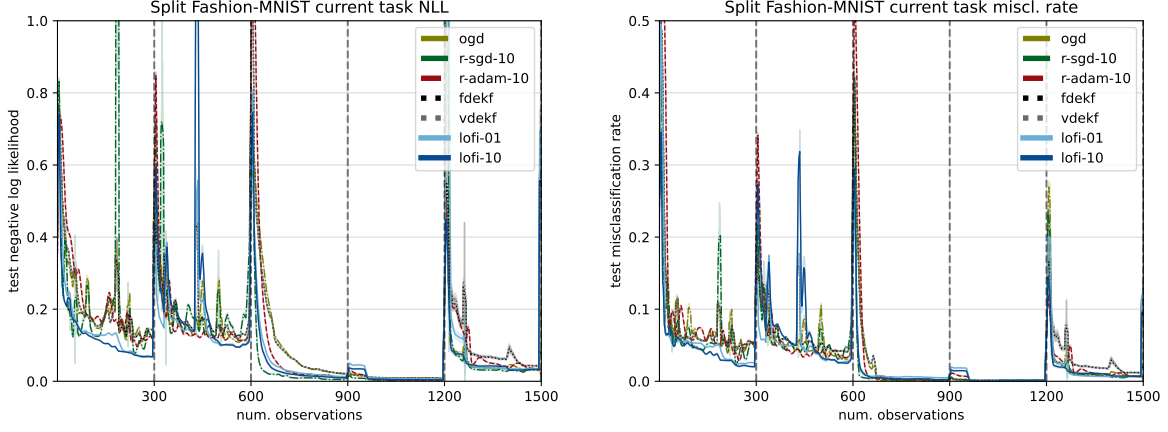 Split Fashion-MNIST current task NLL
test negative log likelihood
1.0
0.8
0.6
0.4
0.2
0.0
300
600
900
1200
1500
num. observations
ogd
r-sgd-10
r-adam-10
fdekf
vdekf
lofi-01
lofi-10
Split Fashion-MNIST current task miscl. rate
test misclassification rate
0.5
0.4
0.3
0.2
0.1
0.0
300
600
900
1200
1500
num. observations
ogd
r-sgd-10
r-adam-10
fdekf
vdekf
lofi-01
lofi-10